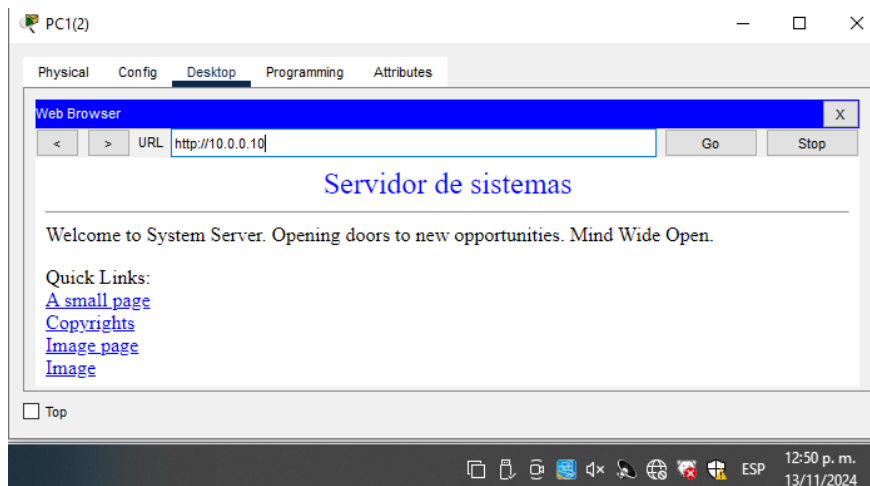 PC1(2)
Physical Config Desktop Programming Attributes
Web Browser X
< > URL http://10.0.0.10 Go Stop
Servidor de sistemas
Welcome to System Server. Opening doors to new opportunities. Mind Wide Open.
Quick Links:
A small page
Copyrights
Image page
Image
Top
ESP 12:50 p. m.
13/11/2024